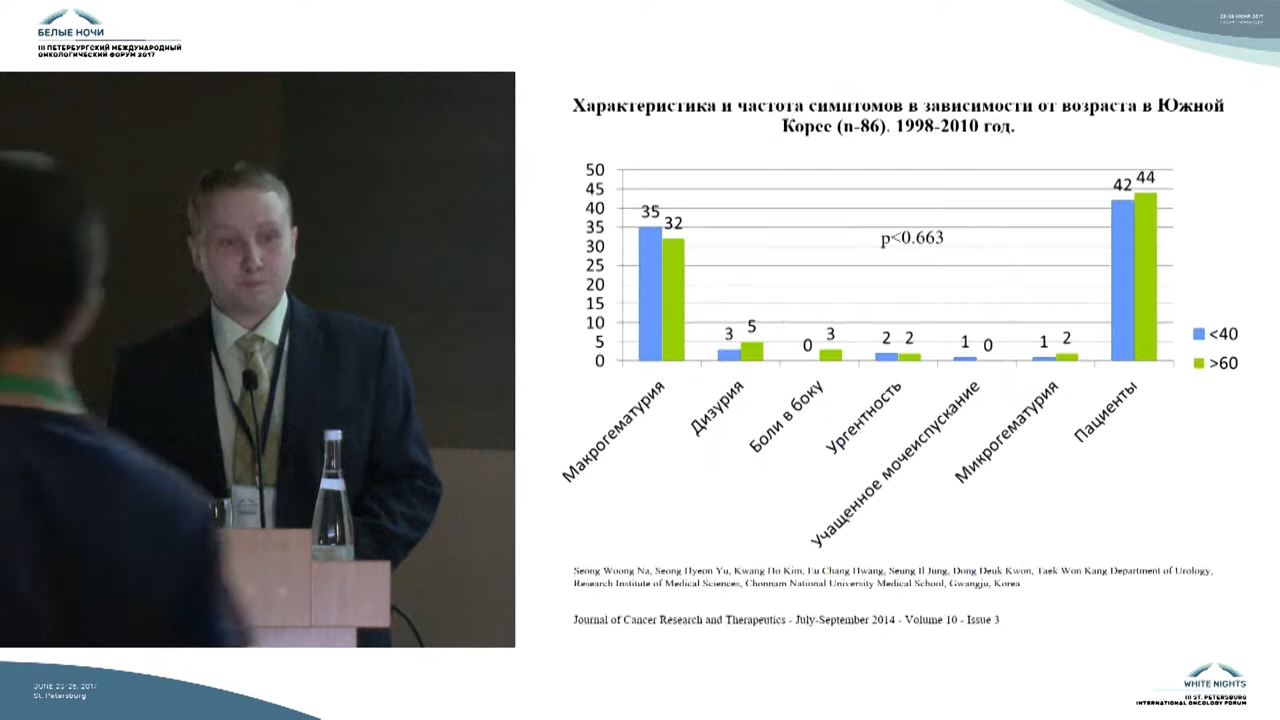 БЕЛЫЕ НОЧИ
III ПЕТЕРБУРГСКИЙ МЕЖДУНАРОДНЫЙ
ОНКОЛОГИЧЕСКИЙ ФОРУМ 2017
Характеристика и частота симптомов в зависимости от возраста в Южной
Корее (n-86). 1998-2010 год.
50
45
40
35
30
25
20
15
10
5
0
35
32
3
5
0
3
2
2
1
0
1
2
42
44
p<0.663
<40
>60
Макрогематурия
Дизурия
Боли в боку
Ургентность
Учащенное мочеиспускание
Микрогематурия
Пациенты
Seong Woong Na, Seong Hyeon Yu, Kwang Ho Kim, Eu Chang Hwang, Seung Il Jung, Dong Deuk Kwon, Taek Won Kang Department of Urology,
Research Institute of Medical Sciences, Chonnam National University Medical School, Gwangju, Korea
Journal of Cancer Research and Therapeutics - July-September 2014 - Volume 10 - Issue 3
JUNE 23-25, 2017
St. Petersburg
WHITE NIGHTS
III ST. PETERSBURG
INTERNATIONAL ONCOLOGY FORUM